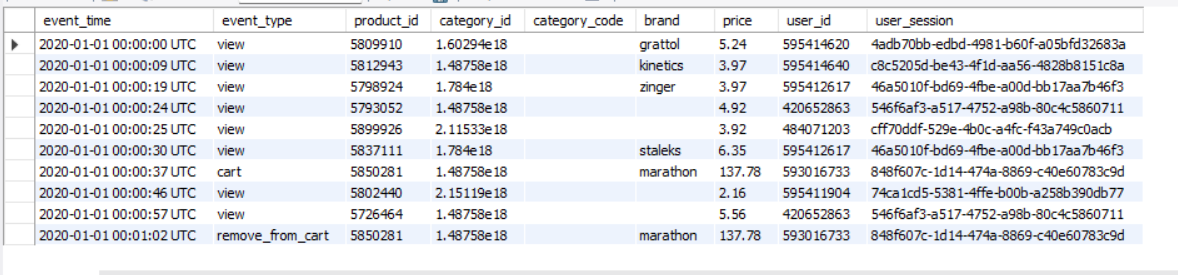 event_time event_type product_id category_id category_code brand price user_id user_session
2020-01-01 00:00:00 UTC view 5809910 1.60294e18 grattol 5.24 595414620 4adb70bb-edbd-4981-b60f-a05bfd32683a
2020-01-01 00:00:09 UTC view 5812943 1.48758e18 kinetics 3.97 595414640 c8c5205d-be43-4f1d-aa56-4828b8151c8a
2020-01-01 00:00:19 UTC view 5798924 1.784e18 zinger 3.97 595412617 46a5010f-bd69-4fbe-a00d-bb17aa7b46f3
2020-01-01 00:00:24 UTC view 5793052 1.48758e18 4.92 420652863 546f6af3-a517-4752-a98b-80c4c5860711
2020-01-01 00:00:25 UTC view 5899926 2.11533e18 3.92 484071203 cff70ddf-529e-4b0c-a4fc-f43a749c0acb
2020-01-01 00:00:30 UTC view 5837111 1.784e18 staleks 6.35 595412617 46a5010f-bd69-4fbe-a00d-bb17aa7b46f3
2020-01-01 00:00:37 UTC cart 5850281 1.48758e18 marathon 137.78 593016733 848f607c-1d14-474a-8869-c40e60783c9d
2020-01-01 00:00:46 UTC view 5802440 2.15119e18 2.16 595411904 74ca1cd5-5381-4ffe-b00b-a258b390db77
2020-01-01 00:00:57 UTC view 5726464 1.48758e18 5.56 420652863 546f6af3-a517-4752-a98b-80c4c5860711
2020-01-01 00:01:02 UTC remove_from_cart 5850281 1.48758e18 marathon 137.78 593016733 848f607c-1d14-474a-8869-c40e60783c9d